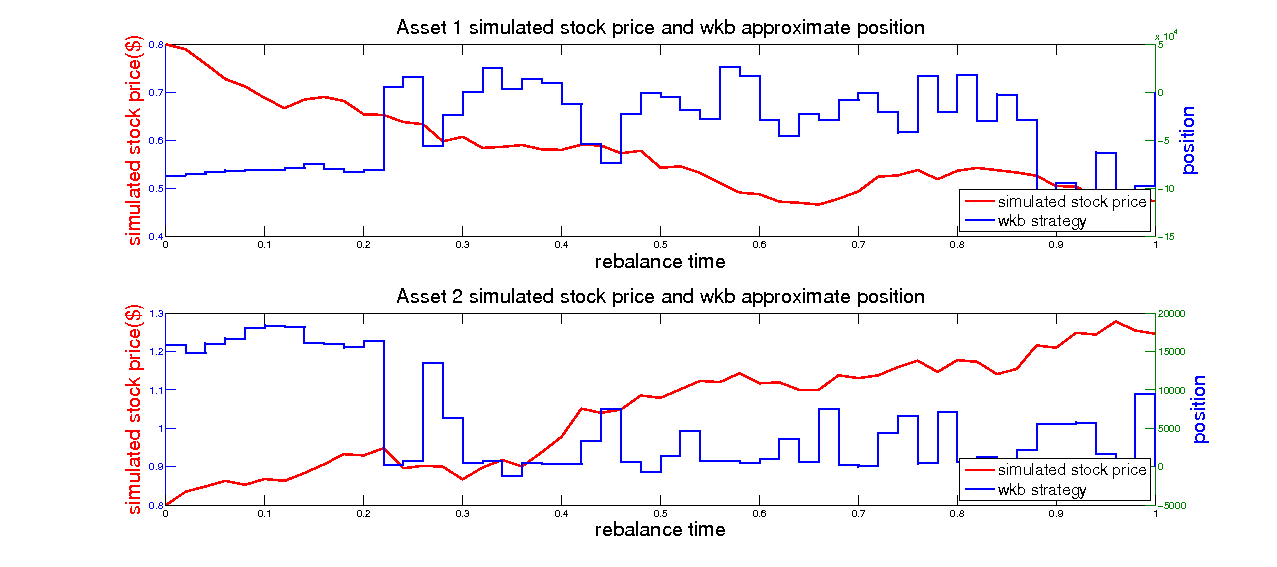 Asset 1 simulated stock price and wkb approximate position
x 10^4
simulated stock price($)
0.8
0.7
0.6
0.5
0.4
5
0
-5
-10
-15
position
simulated stock price
wkb strategy
0 0.1 0.2 0.3 0.4 0.5 0.6 0.7 0.8 0.9 1
rebalance time
Asset 2 simulated stock price and wkb approximate position
simulated stock price($)
1.3
1.2
1.1
1
0.9
0.8
20000
15000
10000
5000
0
-5000
position
simulated stock price
wkb strategy
0 0.1 0.2 0.3 0.4 0.5 0.6 0.7 0.8 0.9 1
rebalance time